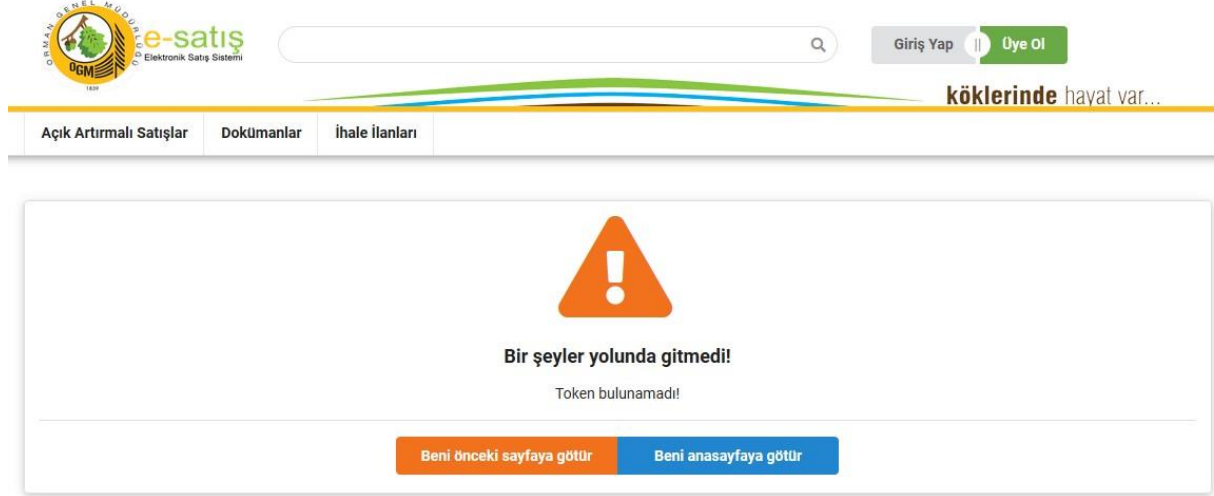 ORMAN GENEL MÜDÜRLÜĞÜ
OGM
1839
e-satış
Elektronik Satış Sistemi
Giriş Yap
Üye Ol
köklerinde hayat var...
Açık Artırmalı Satışlar
Dokümanlar
İhale İlanları
Bir şeyler yolunda gitmedi!
Token bulunamadı!
Beni önceki sayfaya götür
Beni anasayfaya götür